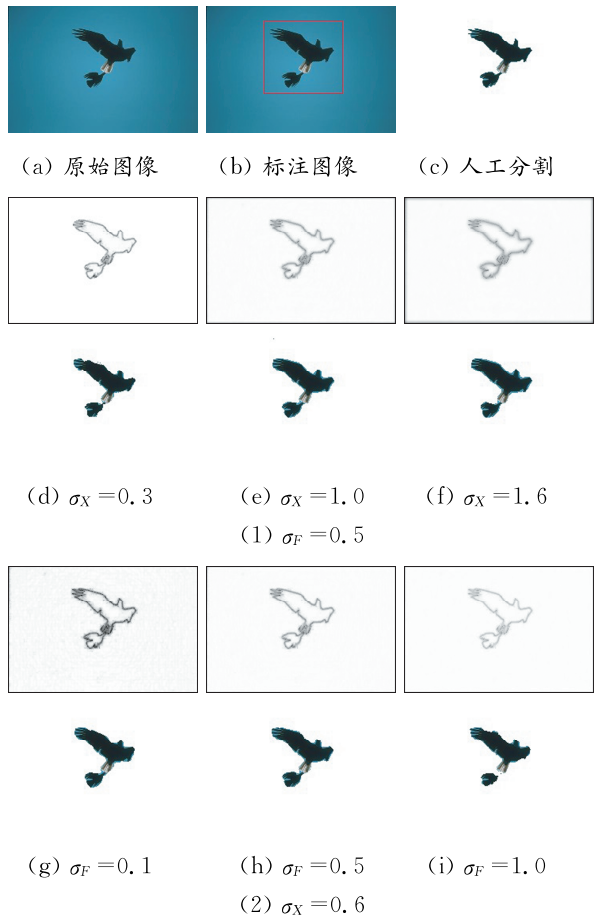 (a) 原始图像 (b) 标注图像 (c) 人工分割
(d) σX=0.3 (e) σX=1.0 (f) σX=1.6
(1) σF=0.5
(g) σF=0.1 (h) σF=0.5 (i) σF=1.0
(2) σX=0.6